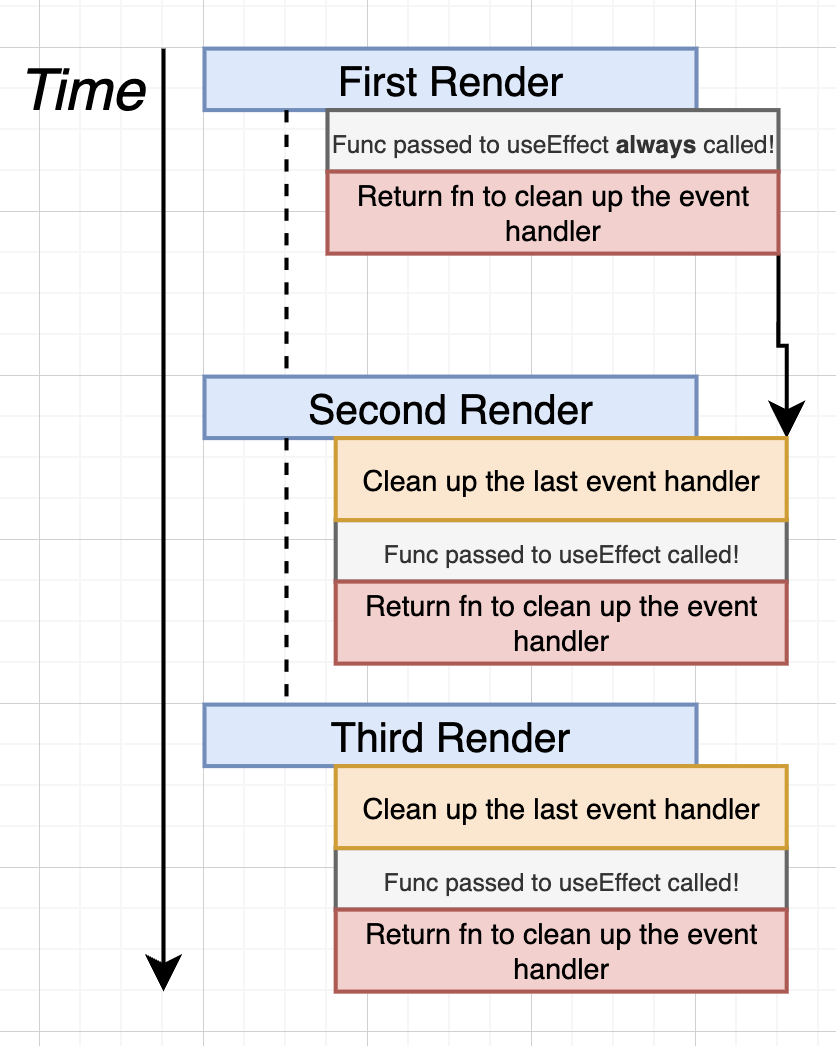 Time
First Render
Func passed to useEffect always called!
Return fn to clean up the event
handler
Second Render
Clean up the last event handler
Func passed to useEffect called!
Return fn to clean up the event
handler
Third Render
Clean up the last event handler
Func passed to useEffect called!
Return fn to clean up the event
handler